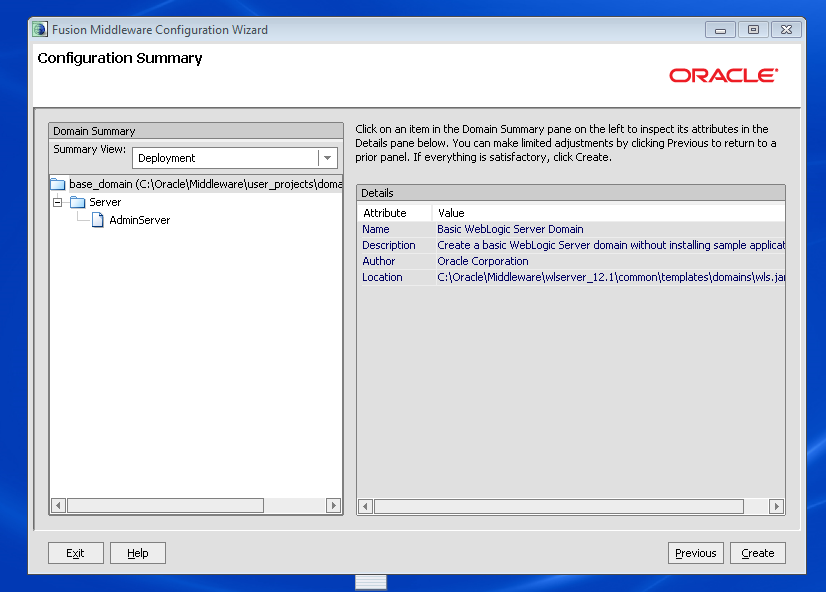 Fusion Middleware Configuration Wizard
Configuration Summary
ORACLE
Domain Summary
Summary View:
Deployment
base_domain (C:\Oracle\Middleware\user_projects\doma
Server
AdminServer
Click on an item in the Domain Summary pane on the left to inspect its attributes in the
Details pane below. You can make limited adjustments by clicking Previous to return to a
prior panel. If everything is satisfactory, click Create.
Details
Attribute Value
Name Basic WebLogic Server Domain
Description Create a basic WebLogic Server domain without installing sample applicat
Author Oracle Corporation
Location C:\Oracle\Middleware\wlserver_12.1\common\templates\domains\wls.jar
Exit Help Previous Create